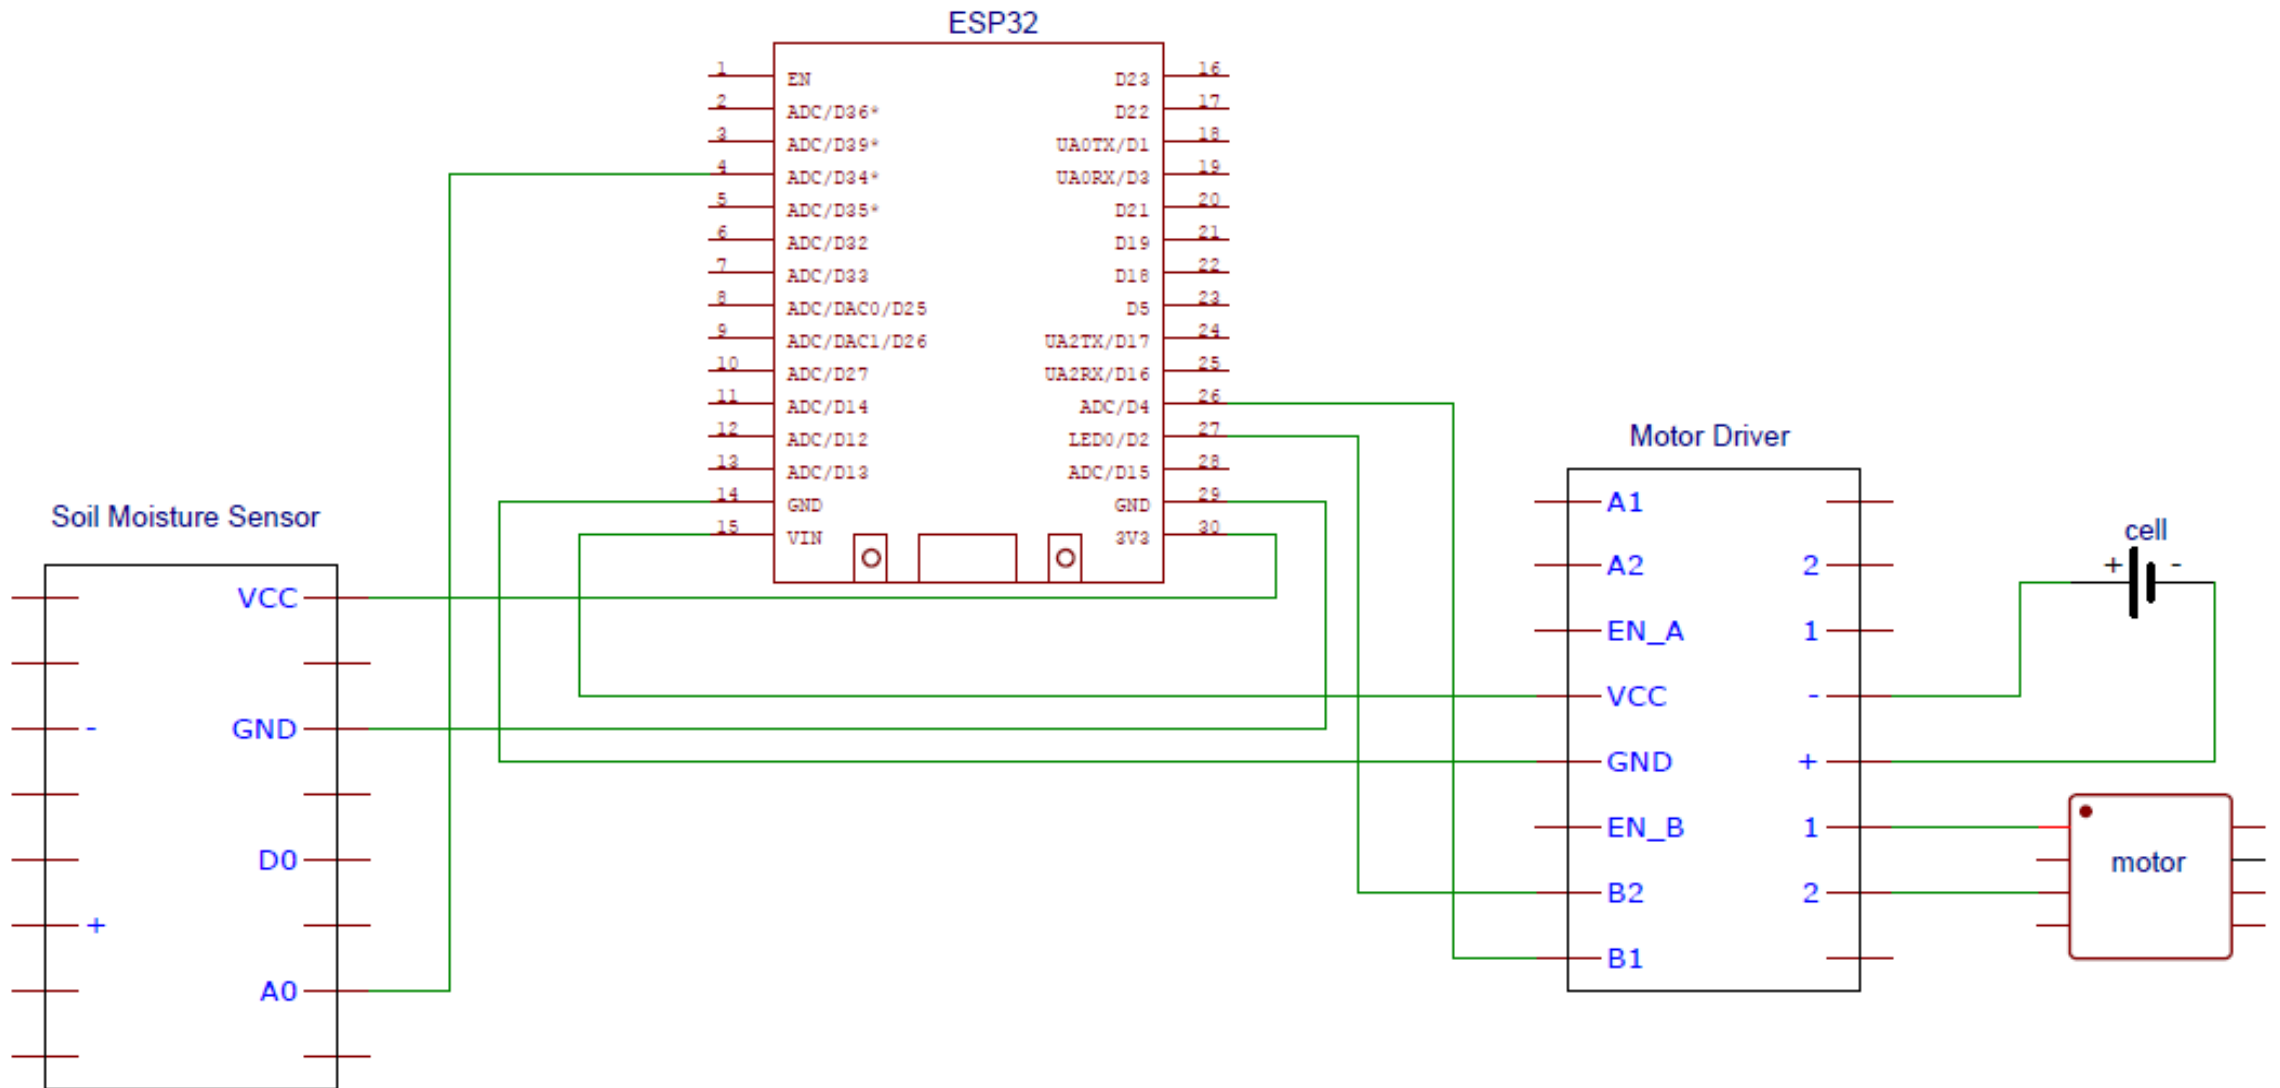 ESP32
1 EN D23 16
2 ADC/D36* D22 17
3 ADC/D39* UA0TX/D1 18
4 ADC/D34* UA0RX/D3 19
5 ADC/D35* D21 20
6 ADC/D32 D19 21
7 ADC/D33 D18 22
8 ADC/DAC0/D25 D5 23
9 ADC/DAC1/D26 UA2TX/D17 24
10 ADC/D27 UA2RX/D16 25
11 ADC/D14 ADC/D4 26
12 ADC/D12 LED0/D2 27
13 ADC/D13 ADC/D15 28
14 GND GND 29
15 VIN 3V3 30
Soil Moisture Sensor
VCC
- GND
D0
+
A0
Motor Driver
A1
A2 2
EN_A 1
VCC -
GND +
EN_B 1
B2 2
B1
cell
+ -
motor